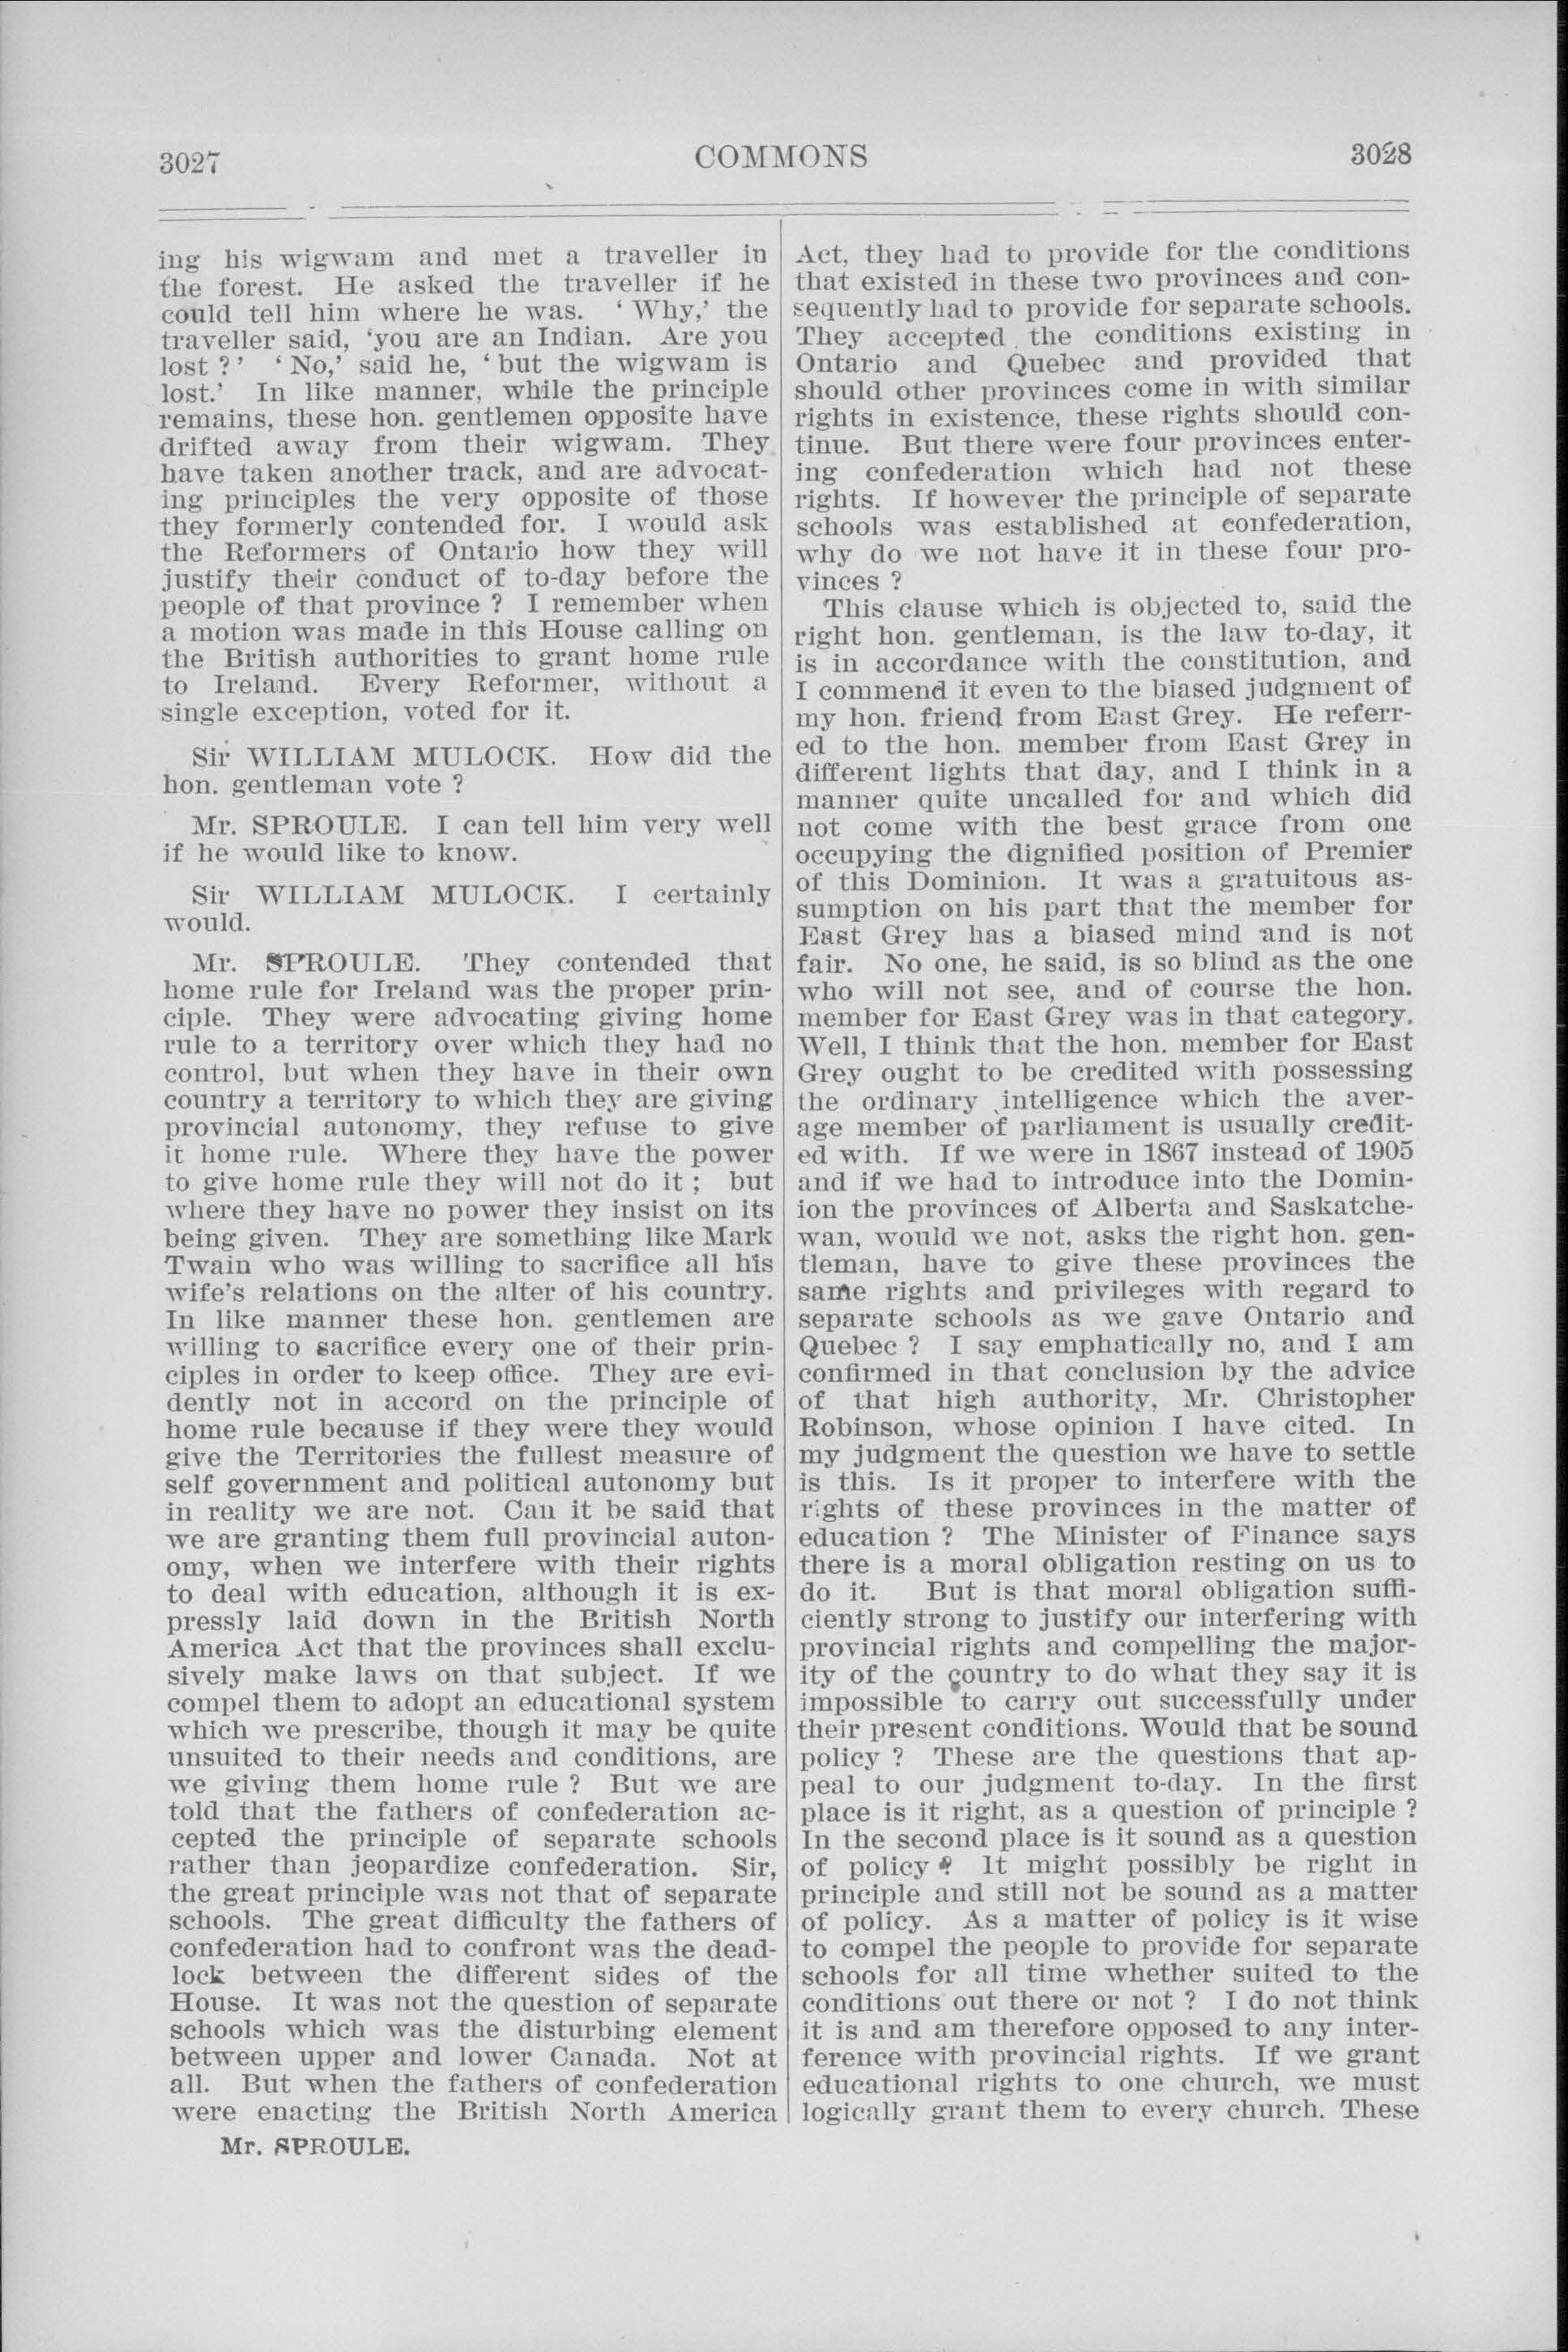 3027
COMMONS
3028
ing his wigwam and met a traveller in
the forest. He asked the traveller if he
could tell him where he was. ‘ Why,’ the
traveller said, ‘you are an Indian. Are you
lost ?’ ‘ No,’ said he, ‘ but the wigwam is
lost.’ In like manner, while the principle
remains, these hon. gentlemen opposite have
drifted away from their wigwam. They
have taken another track, and are advocat-
ing principles the very opposite of those
they formerly contended for. I would ask
the Reformers of Ontario how they will
justify their conduct of to-day before the
people of that province ? I remember when
a motion was made in this House calling on
the British authorities to grant home rule
to Ireland. Every Reformer, without a
single exception, voted for it.
Sir WILLIAM MULOCK. How did the
hon. gentleman vote ?
Mr. SPROULE. I can tell him very well
if he would like to know.
Sir WILLIAM MULOCK. I certainly
would.
Mr. SPROULE. They contended that
home rule for Ireland was the proper prin-
ciple. They were advocating giving home
rule to a territory over which they had no
control, but when they have in their own
country a territory to which they are giving
provincial autonomy, they refuse to give
it home rule. Where they have the power
to give home rule they will not do it ; but
where they have no power they insist on its
being given. They are something like Mark
Twain who was willing to sacrifice all his
wife's relations on the alter of his country.
In like manner these hon. gentlemen are
willing to sacrifice every one of their prin-
ciples in order to keep office. They are evi-
dently not in accord on the principle of
home rule because if they were they would
give the Territories the fullest measure of
self government and political autonomy but
in reality we are not. Can it be said that
we are granting them full provincial auton-
omy, when we interfere with their rights
to deal with education, although it is ex-
pressly laid down in the British North
America Act that the provinces shall exclu-
sively make laws on that subject. If we
compel them to adopt an educational system
which we prescribe, though it may be quite
unsuited to their needs and conditions, are
we giving them home rule ? But we are
told that the fathers of confederation ac-
cepted the principle of separate schools
rather than jeopardize confederation. Sir,
the great principle was not that of separate
schools. The great difficulty the fathers of
confederation had to confront was the dead-
lock between the different sides of the
House. It was not the question of separate
schools which was the disturbing element
between upper and lower Canada. Not at
all. But when the fathers of confederation
were enacting the British North America
Mr. SPROULE.
Act, they had to provide for the conditions
that existed in these two provinces and con-
sequently had to provide for separate schools.
They accepted the conditions existing in
Ontario and Quebec and provided that
should other provinces come in with similar
rights in existence, these rights should con-
tinue. But there were four provinces enter-
ing confederation which had not these
rights. If however the principle of separate
schools was established at confederation,
why do we not have it in these four pro-
vinces ?
This clause which is objected to, said the
right hon. gentleman, is the law to-day, it
is in accordance with the constitution, and
I commend it even to the biased judgment of
my hon. friend from East Grey. He referr-
ed to the hon. member from East Grey in
different lights that day, and I think in a
manner quite uncalled for and which did
not come with the best grace from one
occupying the dignified position of Premier
of this Dominion. It was a gratuitous as-
sumption on his part that the member for
East Grey has a biased mind and is not
fair. No one, he said, is so blind as the one
who will not see, and of course the hon.
member for East Grey was in that category.
Well, I think that the hon. member for East
Grey ought to be credited with possessing
the ordinary intelligence which the aver-
age member of parliament is usually credit-
ed with. If we were in 1867 instead of 1905
and if we had to introduce into the Domin-
ion the provinces of Alberta and Saskatche-
wan, would we not, asks the right hon. gen-
tleman, have to give these provinces the
same rights and privileges with regard to
separate schools as we gave Ontario and
Quebec ? I say emphatically no, and I am
confirmed in that conclusion by the advice
of that high authority, Mr. Christopher
Robinson, whose opinion I have cited. In
my judgment the question we have to settle
is this. Is it proper to interfere with the
rights of these provinces in the matter of
education ? The Minister of Finance says
there is a moral obligation resting on us to
do it. But is that moral obligation suffi-
ciently strong to justify our interfering with
provincial rights and compelling the major-
ity of the country to do what they say it is
impossible to carry out successfully under
their present conditions. Would that be sound
policy ? These are the questions that ap-
peal to our judgment to-day. In the first
place is it right, as a question of principle ?
In the second place is it sound as a question
of policy ? It might possibly be right in
principle and still not be sound as a matter
of policy. As a matter of policy is it wise
to compel the people to provide for separate
schools for all time whether suited to the
conditions out there or not ? I do not think
it is and am therefore opposed to any inter-
ference with provincial rights. If we grant
educational rights to one church, we must
logically grant them to every church. These